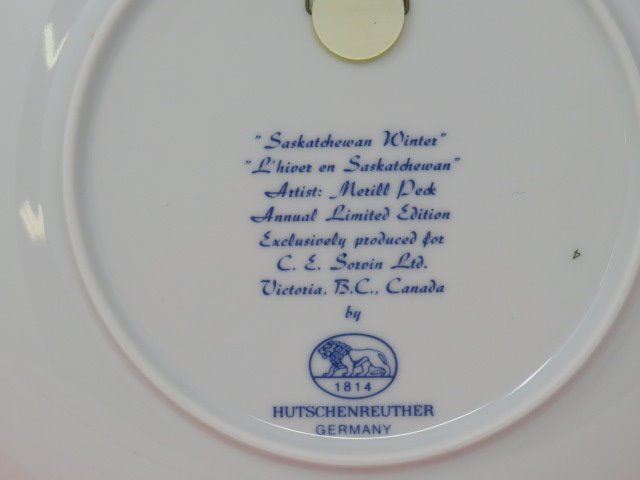 "Saskatchewan Winter"
"L'hiver en Saskatchewan"
Artist: Merill Peck
Annual Limited Edition
Exclusively produced for
C. E. Sorvin Ltd.
Victoria, B.C., Canada
by
1814
HUTSCHENREUTHER
GERMANY
4